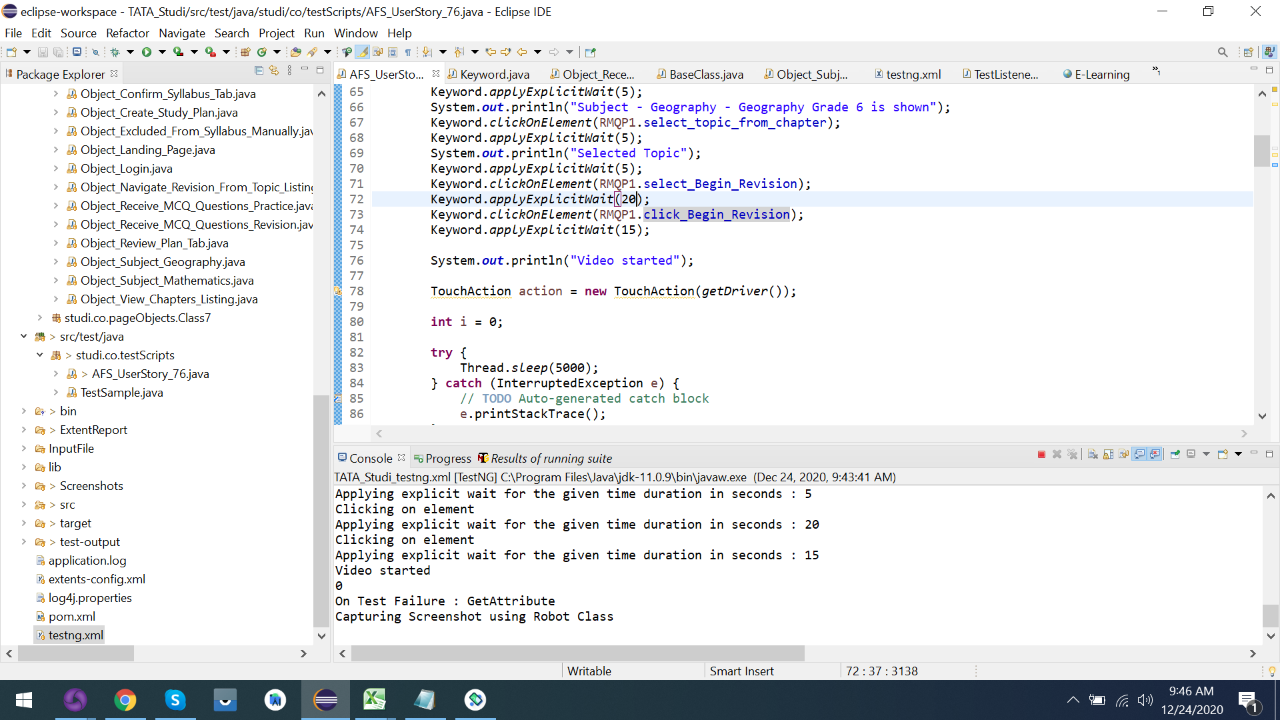 eclipse-workspace - TATA_Studi/src/test/java/studi/co/testScripts/AFS_UserStory_76.java - Eclipse IDE
File Edit Source Refactor Navigate Search Project Run Window Help
Package Explorer
Object_Confirm_Syllabus_Tab.java
Object_Create_Study_Plan.java
Object_Excluded_From_Syllabus_Manually.jav
Object_Landing_Page.java
Object_Login.java
Object_Navigate_Revision_From_Topic_Listing
Object_Receive_MCQ_Questions_Practice.java
Object_Receive_MCQ_Questions_Revision.jav
Object_Review_Plan_Tab.java
Object_Subject_Geography.java
Object_Subject_Mathematics.java
Object_View_Chapters_Listing.java
studi.co.pageObjects.Class7
> src/test/java
> studi.co.testScripts
> AFS_UserStory_76.java
TestSample.java
> bin
> ExtentReport
InputFile
> lib
> Screenshots
> src
> target
> test-output
application.log
extents-config.xml
log4j.properties
pom.xml
testng.xml
AFS_UserSto... Keyword.java Object_Rece... BaseClass.java Object_Subj... testng.xml TestListene... E-Learning
65 Keyword.applyExplicitWait(5);
66 System.out.println("Subject - Geography - Geography Grade 6 is shown");
67 Keyword.clickOnElement(RMQP1.select_topic_from_chapter);
68 Keyword.applyExplicitWait(5);
69 System.out.println("Selected Topic");
70 Keyword.applyExplicitWait(5);
71 Keyword.clickOnElement(RMQP1.select_Begin_Revision);
72 Keyword.applyExplicitWait(20);
73 Keyword.clickOnElement(RMQP1.click_Begin_Revision);
74 Keyword.applyExplicitWait(15);
75
76 System.out.println("Video started");
77
78 TouchAction action = new TouchAction(getDriver());
79
80 int i = 0;
81
82 try {
83 Thread.sleep(5000);
84 } catch (InterruptedException e) {
85 // TODO Auto-generated catch block
86 e.printStackTrace();
Console Progress Results of running suite
TATA_Studi_testng.xml [TestNG] C:\Program Files\Java\jdk-11.0.9\bin\javaw.exe (Dec 24, 2020, 9:43:41 AM)
Applying explicit wait for the given time duration in seconds : 5
Clicking on element
Applying explicit wait for the given time duration in seconds : 20
Clicking on element
Applying explicit wait for the given time duration in seconds : 15
Video started
0
On Test Failure : GetAttribute
Capturing Screenshot using Robot Class
Writable Smart Insert 72 : 37 : 3138
9:46 AM
12/24/2020
1